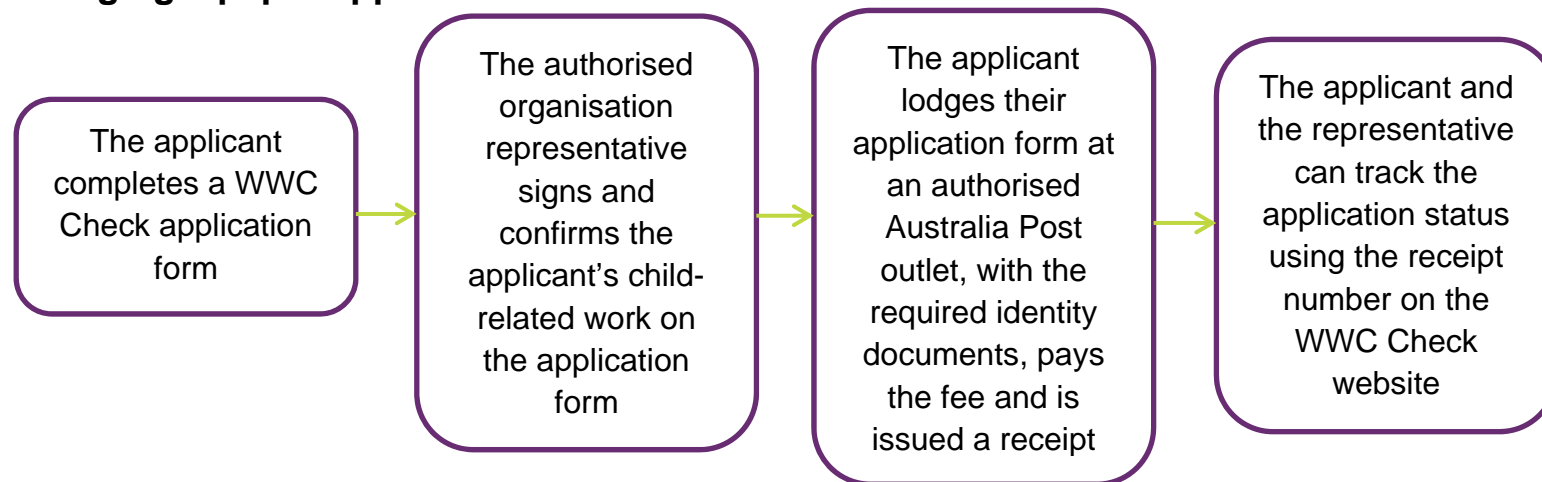 The applicant
completes a WWC
Check application
form
The authorised
organisation
representative
signs and
confirms the
applicant’s child-
related work on
the application
form
The applicant
lodges their
application form at
an authorised
Australia Post
outlet, with the
required identity
documents, pays
the fee and is
issued a receipt
The applicant and
the representative
can track the
application status
using the receipt
number on the
WWC Check
website